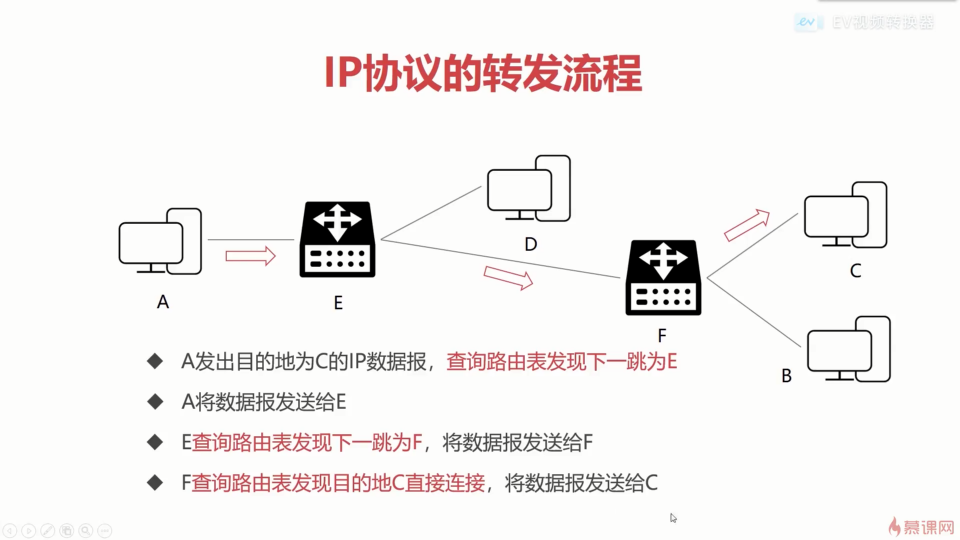 EV视频转换器
IP协议的转发流程
D
C
A
E
F
B
A发出目的地为C的IP数据报，查询路由表发现下一跳为E
A将数据报发送给E
E查询路由表发现下一跳为F，将数据报发送给F
F查询路由表发现目的地C直接连接，将数据报发送给C
慕课网